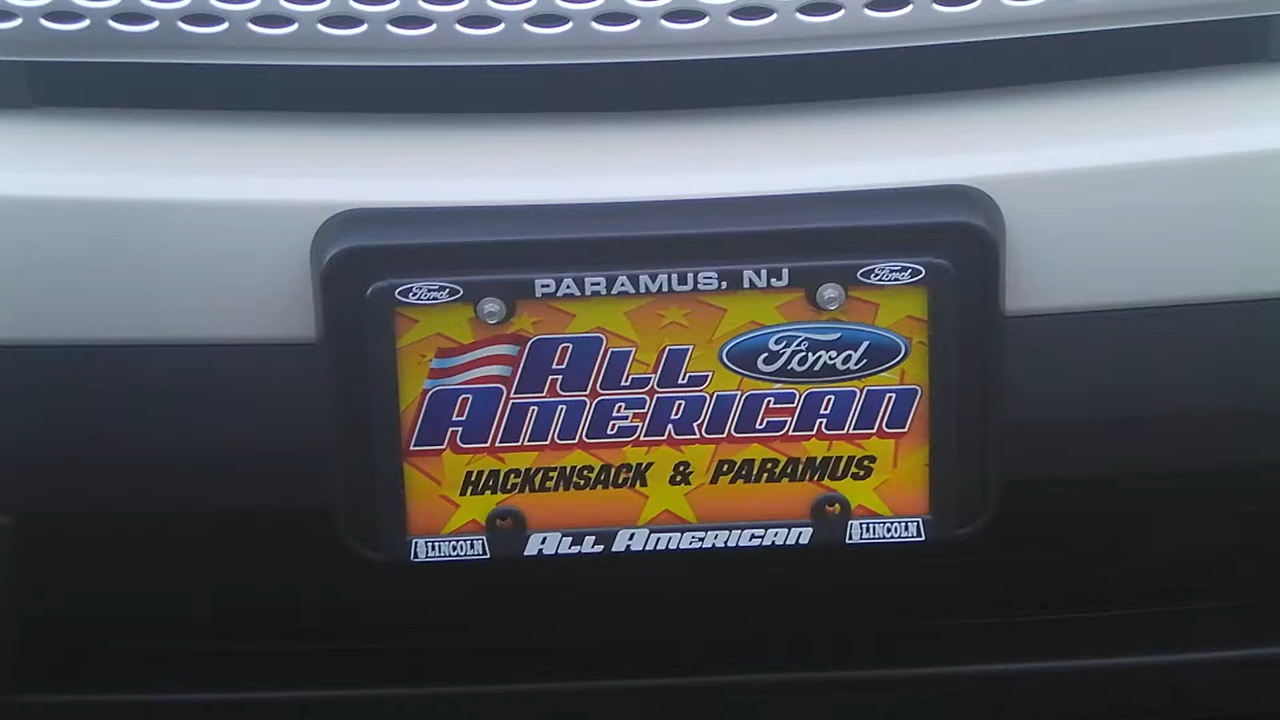 PARAMUS, NJ
Ford
Ford
ALL
Ford
AMERICAN
HACKENSACK & PARAMUS
LINCOLN
ALL AMERICAN
LINCOLN